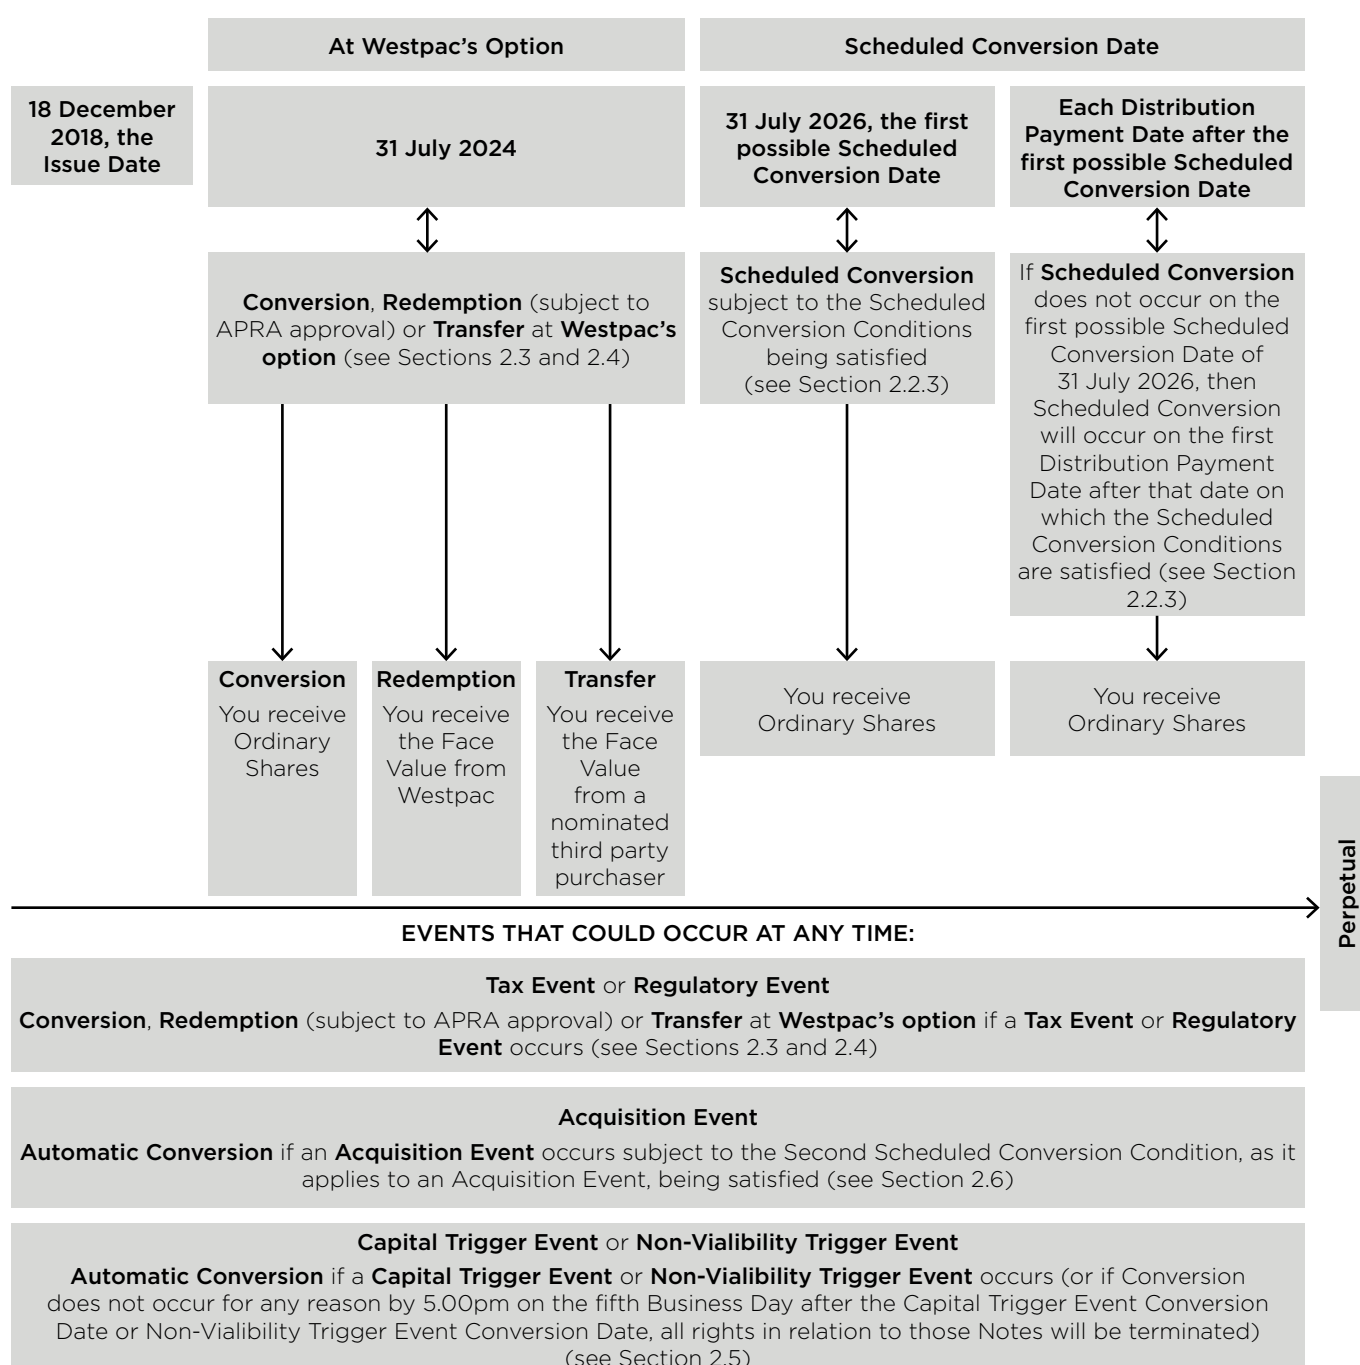 At Westpac's Option
Scheduled Conversion Date
18 December
2018, the
Issue Date
31 July 2024
31 July 2026, the first
possible Scheduled
Conversion Date
Each Distribution
Payment Date after the
first possible Scheduled
Conversion Date
Conversion, Redemption (subject to
APRA approval) or Transfer at Westpac's
option (see Sections 2.3 and 2.4)
Scheduled Conversion
subject to the Scheduled
Conversion Conditions
being satisfied
(see Section 2.2.3)
If Scheduled Conversion
does not occur on the
first possible Scheduled
Conversion Date of
31 July 2026, then
Scheduled Conversion
will occur on the first
Distribution Payment
Date after that date on
which the Scheduled
Conversion Conditions
are satisfied (see Section
2.2.3)
Conversion
You receive
Ordinary
Shares
Redemption
You receive
the Face
Value from
Westpac
Transfer
You receive
the Face
Value
from a
nominated
third party
purchaser
You receive
Ordinary Shares
You receive
Ordinary Shares
Perpetual
EVENTS THAT COULD OCCUR AT ANY TIME:
Tax Event or Regulatory Event
Conversion, Redemption (subject to APRA approval) or Transfer at Westpac's option if a Tax Event or Regulatory
Event occurs (see Sections 2.3 and 2.4)
Acquisition Event
Automatic Conversion if an Acquisition Event occurs subject to the Second Scheduled Conversion Condition, as it
applies to an Acquisition Event, being satisfied (see Section 2.6)
Capital Trigger Event or Non-Vialibility Trigger Event
Automatic Conversion if a Capital Trigger Event or Non-Vialibility Trigger Event occurs (or if Conversion
does not occur for any reason by 5.00pm on the fifth Business Day after the Capital Trigger Event Conversion
Date or Non-Vialibility Trigger Event Conversion Date, all rights in relation to those Notes will be terminated)
(see Section 2.5)